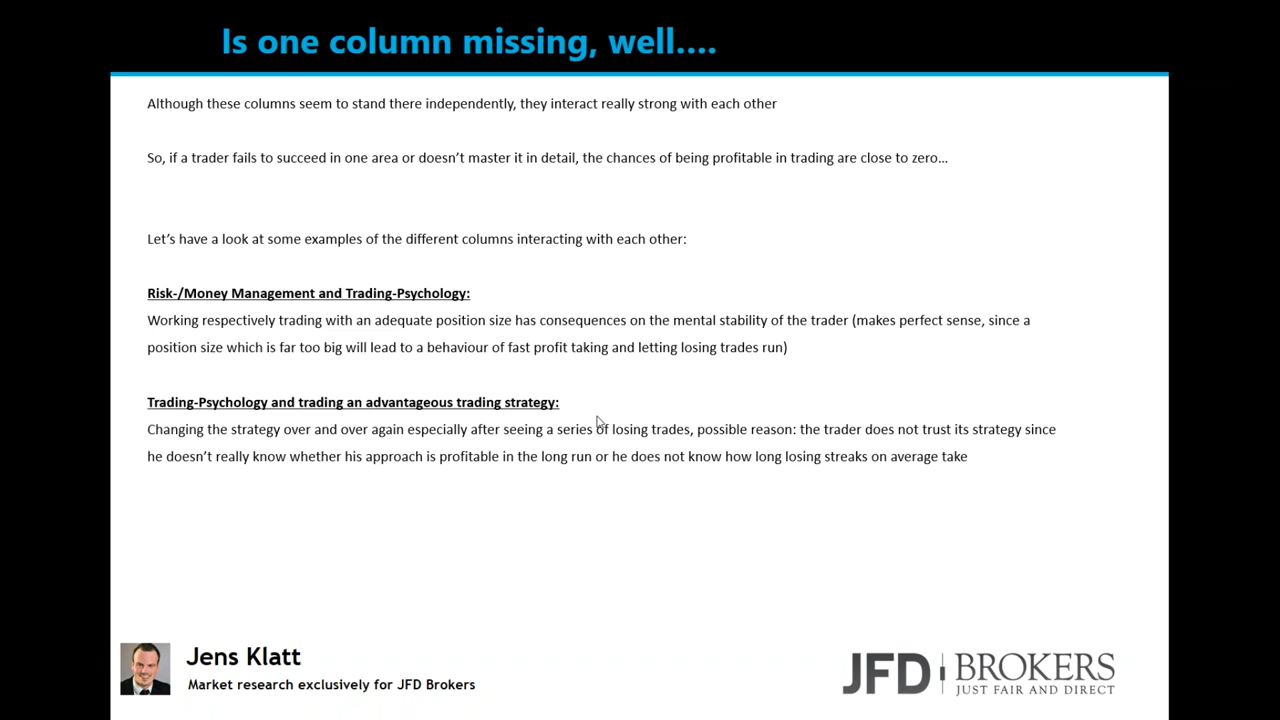 Is one column missing, well....
Although these columns seem to stand there independently, they interact really strong with each other
So, if a trader fails to succeed in one area or doesn't master it in detail, the chances of being profitable in trading are close to zero...
Let's have a look at some examples of the different columns interacting with each other:
Risk-/Money Management and Trading-Psychology:
Working respectively trading with an adequate position size has consequences on the mental stability of the trader (makes perfect sense, since a
position size which is far too big will lead to a behaviour of fast profit taking and letting losing trades run)
Trading-Psychology and trading an advantageous trading strategy:
Changing the strategy over and over again especially after seeing a series of losing trades, possible reason: the trader does not trust its strategy since
he doesn't really know whether his approach is profitable in the long run or he does not know how long losing streaks on average take
Jens Klatt
Market research exclusively for JFD Brokers
JFD BROKERS
JUST FAIR AND DIRECT